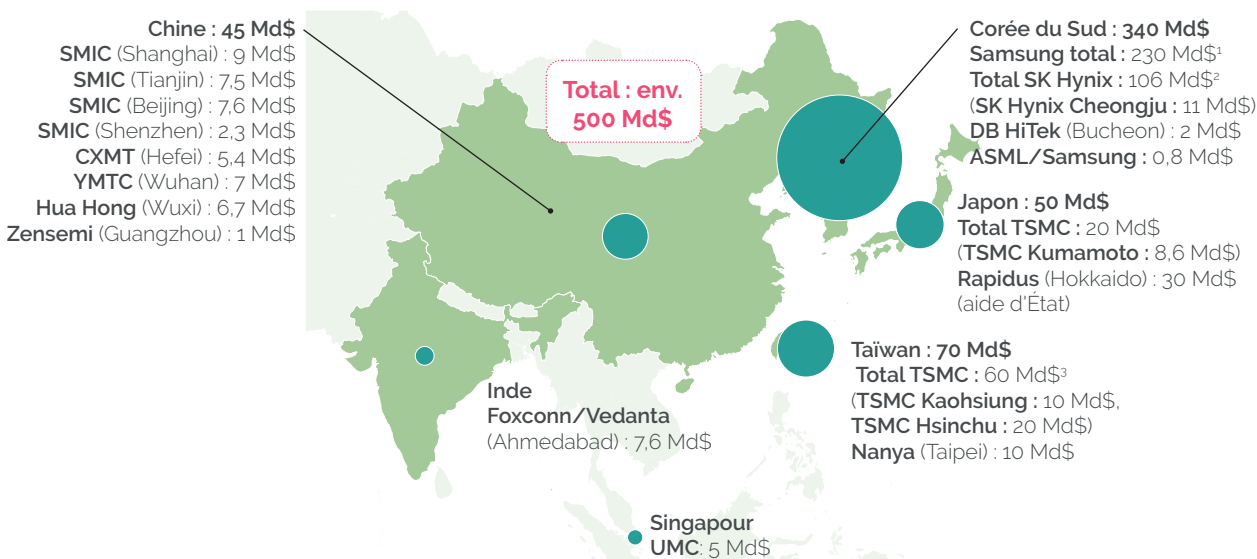 Chine : 45 Md$
SMIC (Shanghai) : 9 Md$
SMIC (Tianjin) : 7,5 Md$
SMIC (Beijing) : 7,6 Md$
SMIC (Shenzhen) : 2,3 Md$
CXMT (Hefei) : 5,4 Md$
YMTC (Wuhan) : 7 Md$
Hua Hong (Wuxi) : 6,7 Md$
Zensemi (Guangzhou) : 1 Md$
Total : env.
500 Md$
Corée du Sud : 340 Md$
Samsung total : 230 Md$¹
Total SK Hynix : 106 Md$²
(SK Hynix Cheongju : 11 Md$)
DB HiTek (Bucheon) : 2 Md$
ASML/Samsung : 0,8 Md$
Japon : 50 Md$
Total TSMC : 20 Md$
(TSMC Kumamoto : 8,6 Md$)
Rapidus (Hokkaido) : 30 Md$
(aide d'État)
Taïwan : 70 Md$
Total TSMC : 60 Md$³
(TSMC Kaohsiung : 10 Md$,
TSMC Hsinchu : 20 Md$)
Nanya (Taipei) : 10 Md$
Inde
Foxconn/Vedanta
(Ahmedabad) : 7,6 Md$
Singapour
UMC: 5 Md$